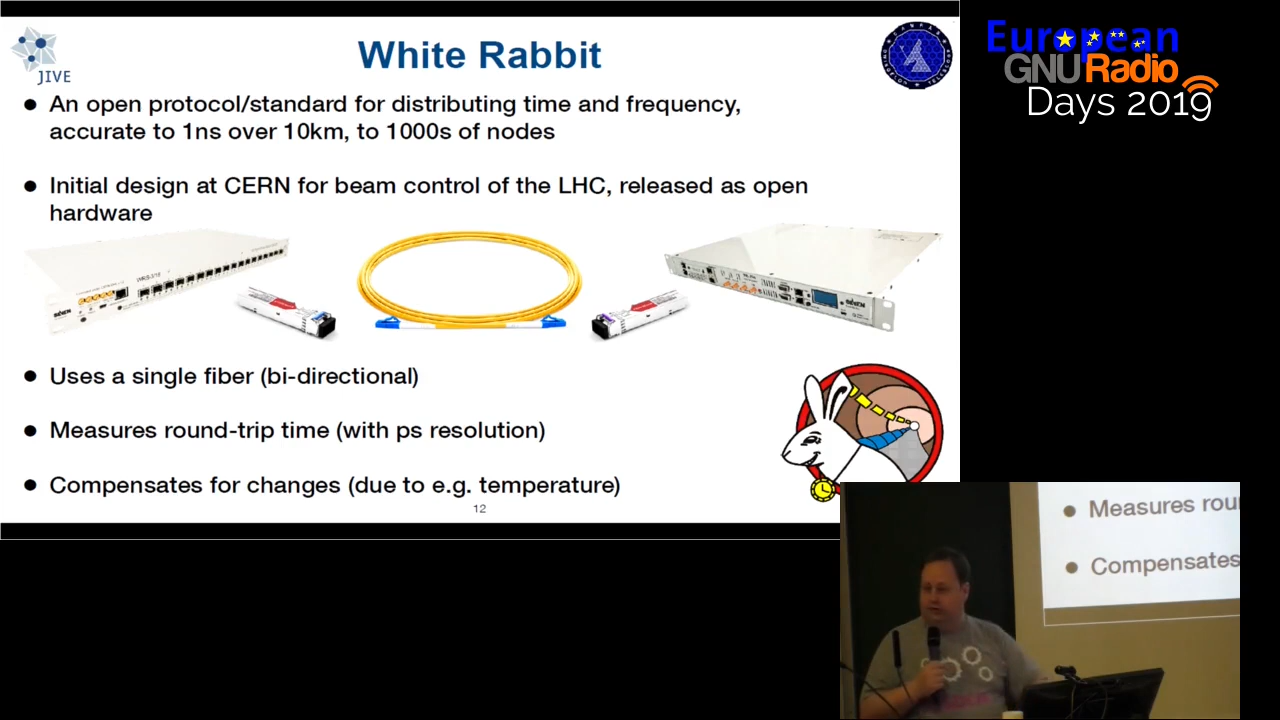 JIVE
White Rabbit
European
GNURadio
Days 2019
● An open protocol/standard for distributing time and frequency,
accurate to 1ns over 10km, to 1000s of nodes
● Initial design at CERN for beam control of the LHC, released as open
hardware
● Uses a single fiber (bi-directional)
● Measures round-trip time (with ps resolution)
● Compensates for changes (due to e.g. temperature)
12
● Measures rou
● Compensates